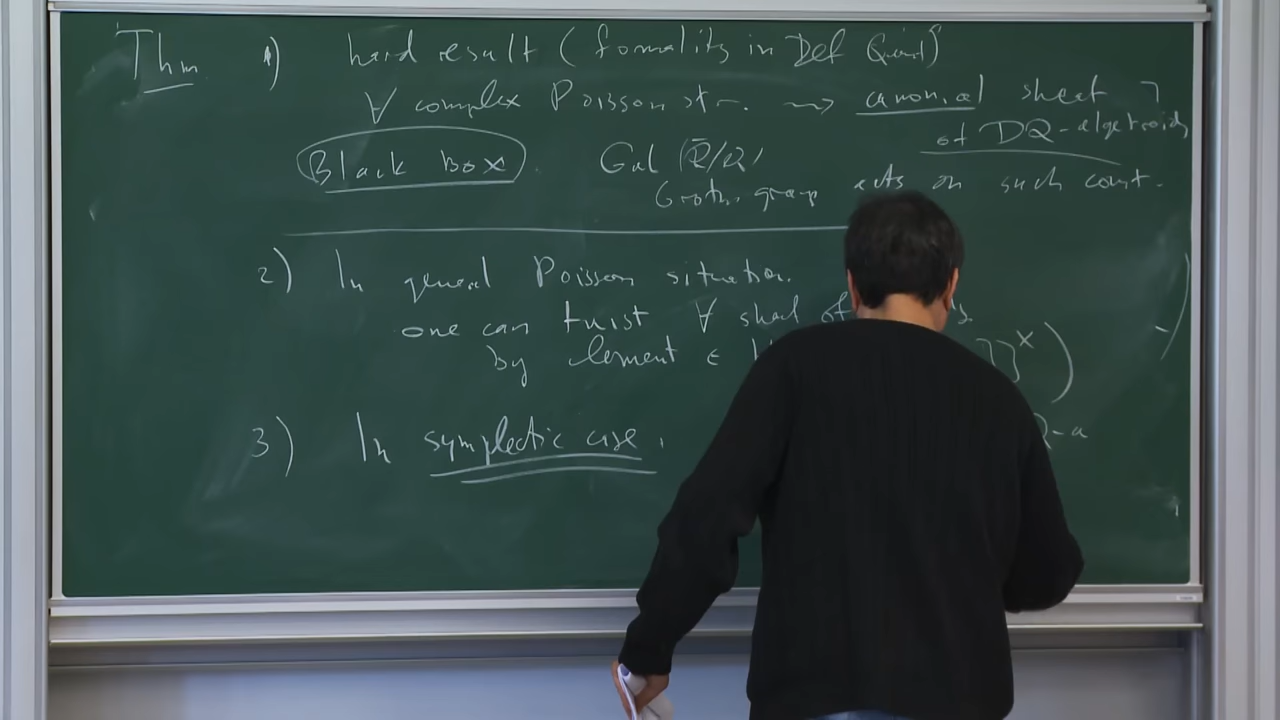 Thm 1) hard result (formality in Def Quant)
∀ complex Poisson str. ⇝ canonical sheaf
of DQ-algebroids
Black box. Gal (Q̄/Q)
Groth. group acts on such const.
2) In general Poisson situation.
one can twist ∀ sheaf of
by element ∈ ]]^× )
3) In symplectic case,